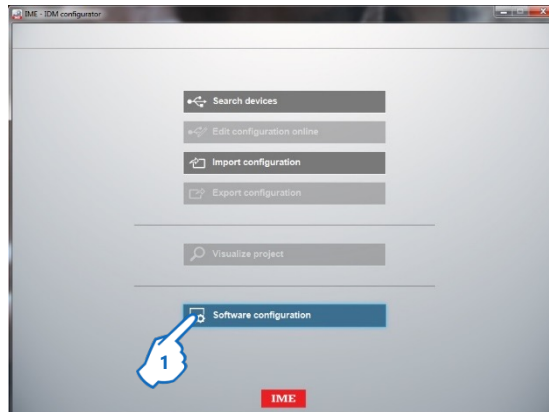 IME - IDM configurator
Search devices
Edit configuration online
Import configuration
Export configuration
Visualize project
Software configuration
1
IME